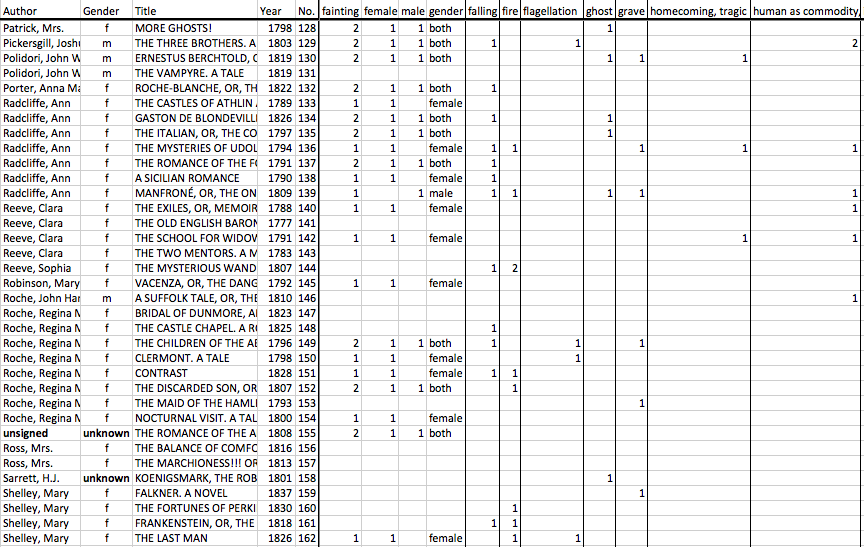 Author Gender Title Year No. fainting female male gender falling fire flagellation ghost grave homecoming, tragic human as commodity,
Patrick, Mrs. f MORE GHOSTS! 1798 128 2 1 1 both 1
Pickersgill, Josh m THE THREE BROTHERS. A 1803 129 2 1 1 both 1 1 2
Polidori, John W m ERNESTUS BERCHTOLD, 1819 130 2 1 1 both 1 1 1
Polidori, John W m THE VAMPYRE. A TALE 1819 131
Porter, Anna Ma f ROCHE-BLANCHE, OR, TH 1822 132 2 1 1 both 1
Radcliffe, Ann f THE CASTLES OF ATHLIN 1789 133 1 1 female
Radcliffe, Ann f GASTON DE BLONDEVILL 1826 134 2 1 1 both 1 1
Radcliffe, Ann f THE ITALIAN, OR, THE CO 1797 135 2 1 1 both 1
Radcliffe, Ann f THE MYSTERIES OF UDOL 1794 136 1 1 female 1 1 1 1 1
Radcliffe, Ann f THE ROMANCE OF THE FO 1791 137 2 1 1 both 1
Radcliffe, Ann f A SICILIAN ROMANCE 1790 138 1 1 female 1
Radcliffe, Ann f MANFRONÉ, OR, THE ON 1809 139 1 1 male 1 1 1 1 1
Reeve, Clara f THE EXILES, OR, MEMOIR 1788 140 1 1 female 1
Reeve, Clara f THE OLD ENGLISH BARON 1777 141
Reeve, Clara f THE SCHOOL FOR WIDOW 1791 142 1 1 female 1 1
Reeve, Clara f THE TWO MENTORS. A M 1783 143
Reeve, Sophia f THE MYSTERIOUS WAND 1807 144 1 2
Robinson, Mary f VACENZA, OR, THE DANG 1792 145 1 1 female
Roche, John Har m A SUFFOLK TALE, OR, THE 1810 146 1
Roche, Regina M f BRIDAL OF DUNMORE, A 1823 147
Roche, Regina M f THE CASTLE CHAPEL. A RO 1825 148 1
Roche, Regina M f THE CHILDREN OF THE AB 1796 149 2 1 1 both 1 1 1
Roche, Regina M f CLERMONT. A TALE 1798 150 1 1 female 1
Roche, Regina M f CONTRAST 1828 151 1 1 female 1 1
Roche, Regina M f THE DISCARDED SON, OR 1807 152 2 1 1 both 1
Roche, Regina M f THE MAID OF THE HAML 1793 153 1
Roche, Regina M f NOCTURNAL VISIT. A TAL 1800 154 1 1 female
unsigned unknown THE ROMANCE OF THE A 1808 155 2 1 1 both
Ross, Mrs. f THE BALANCE OF COMFO 1816 156
Ross, Mrs. f THE MARCHIONESS!!! OR 1813 157
Sarrett, H.J. unknown KOENIGSMARK, THE ROB 1801 158 1
Shelley, Mary f FALKNER. A NOVEL 1837 159 1
Shelley, Mary f THE FORTUNES OF PERKI 1830 160 1
Shelley, Mary f FRANKENSTEIN, OR, THE 1818 161 1 1
Shelley, Mary f THE LAST MAN 1826 162 1 1 female 1 1